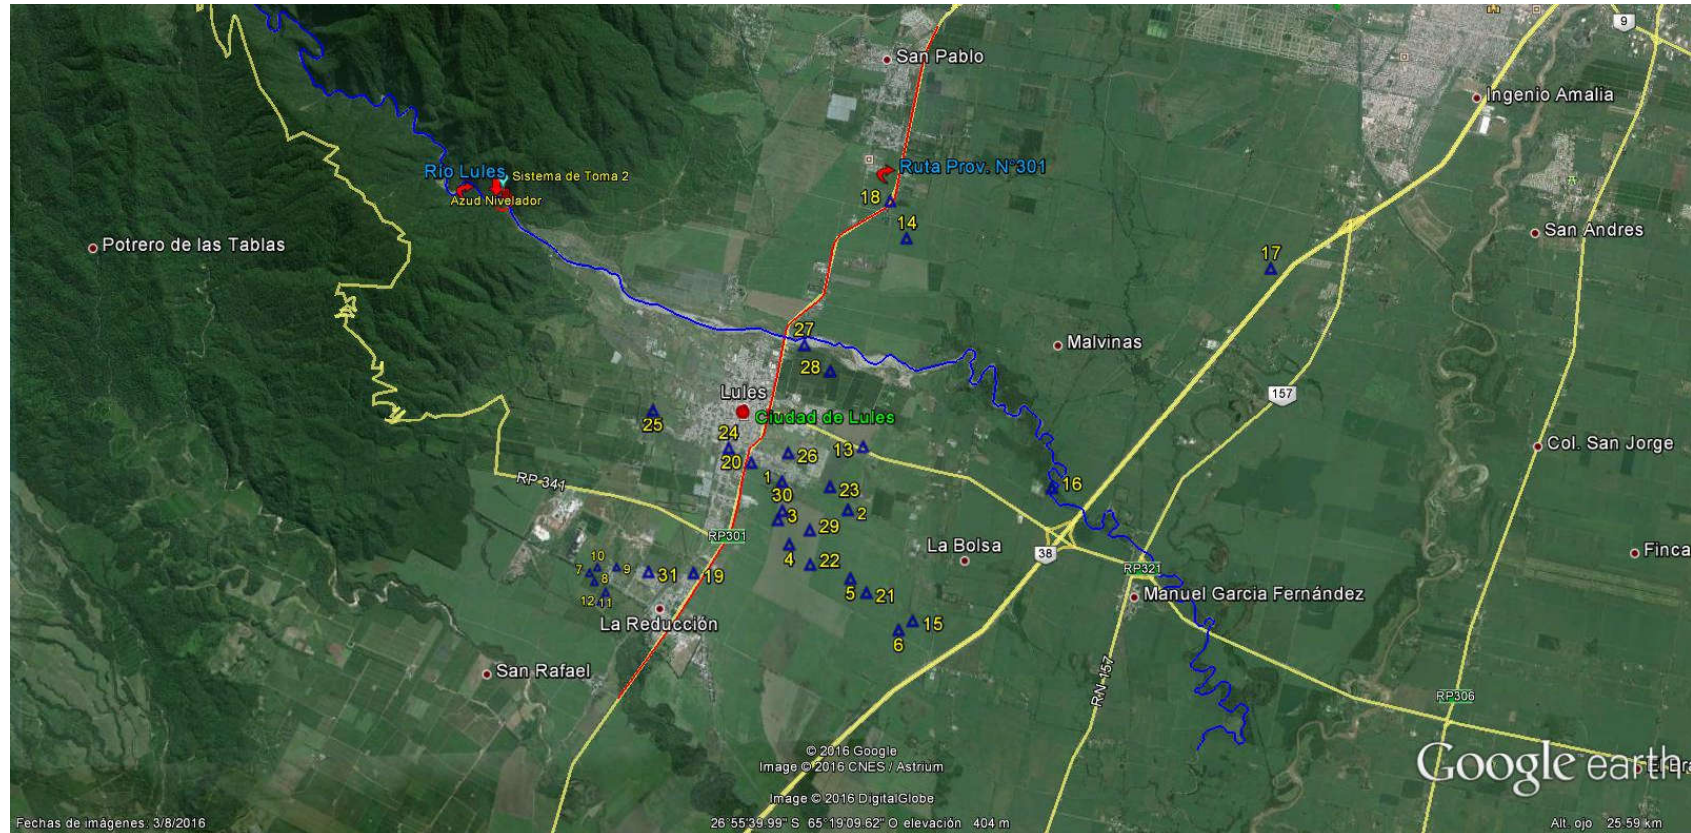 9
San Pablo
Ingenio Amalia
Río Lules
Sistema de Toma 2
Ruta Prov. N°301
Azud Nivelador
18
14
Potrero de las Tablas
San Andres
17
27
Malvinas
28
Lules
157
Ciudad de Lules
25
24
13
Col. San Jorge
20
26
RP 341
1
16
30
23
3
2
29
RP301
La Bolsa
38
Finca
4
22
10
7
8
9
31
19
RP321
5
21
12
11
Manuel Garcia Fernández
La Reducción
15
6
San Rafael
RN 157
RP306
© 2016 Google
Image © 2016 CNES / Astrium
Google earth
Image © 2016 DigitalGlobe
Fechas de imágenes: 3/8/2016
26°55'39.99" S 65°19'09.62" O elevación 404 m
Alt. ojo 25.59 km